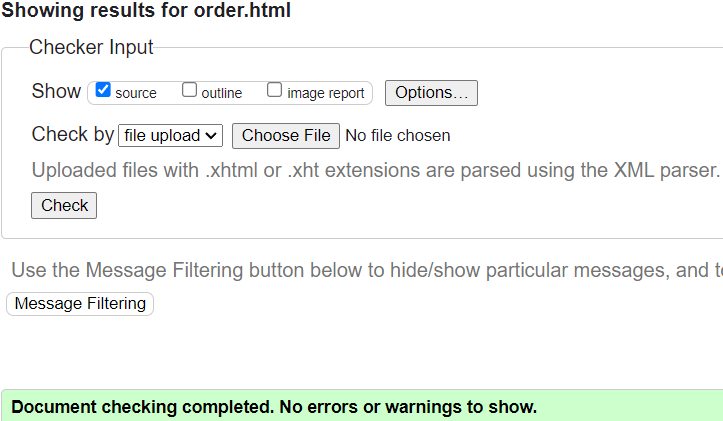 Showing results for order.html
Checker Input
Show source outline image report Options...
Check by file upload Choose File No file chosen
Uploaded files with .xhtml or .xht extensions are parsed using the XML parser.
Check
Use the Message Filtering button below to hide/show particular messages, and
Message Filtering
Document checking completed. No errors or warnings to show.